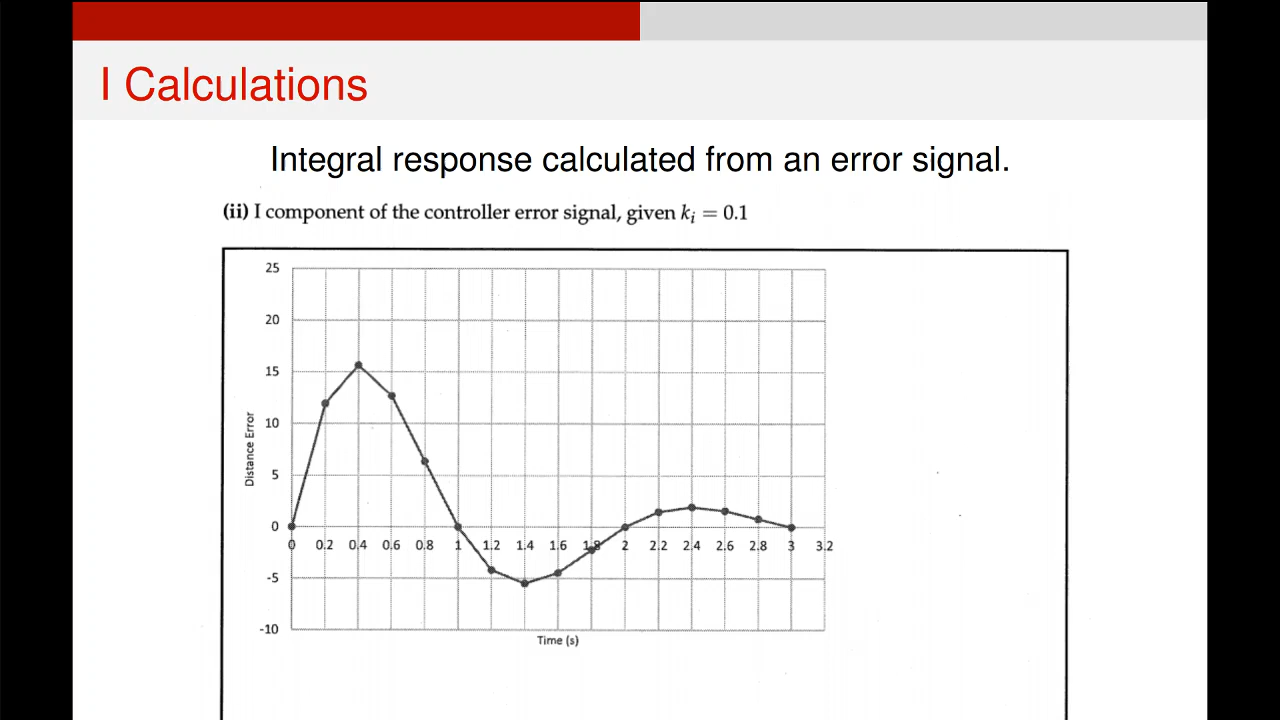 I Calculations
Integral response calculated from an error signal.
(ii) I component of the controller error signal, given kᵢ = 0.1
25
20
15
10
5
0
-5
-10
Distance Error
0 0.2 0.4 0.6 0.8 1 1.2 1.4 1.6 1.8 2 2.2 2.4 2.6 2.8 3 3.2
Time (s)